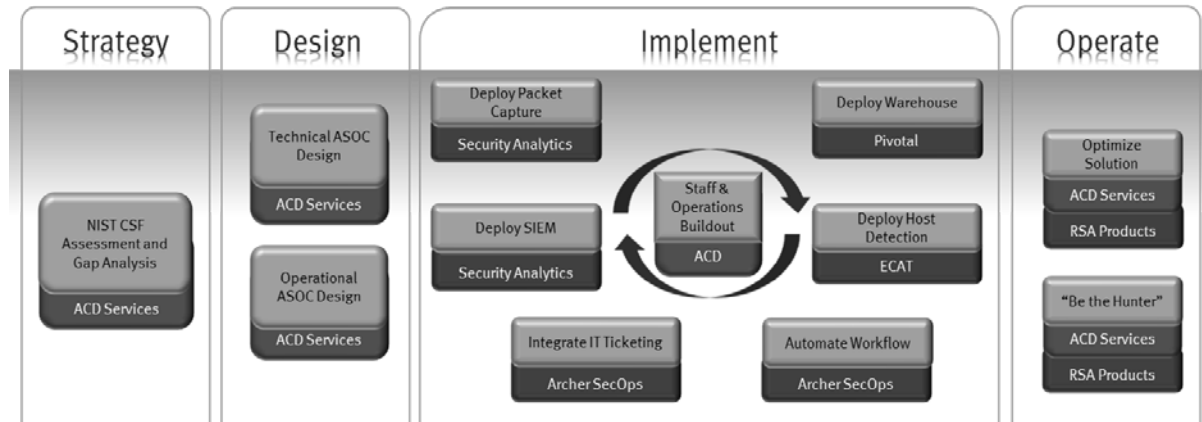 Strategy
NIST CSF
Assessment and
Gap Analysis
ACD Services
Design
Technical ASOC
Design
ACD Services
Operational
ASOC Design
ACD Services
Implement
Deploy Packet
Capture
Security Analytics
Deploy Warehouse
Pivotal
Deploy SIEM
Security Analytics
Staff &
Operations
Buildout
ACD
Deploy Host
Detection
ECAT
Integrate IT Ticketing
Archer SecOps
Automate Workflow
Archer SecOps
Operate
Optimize
Solution
ACD Services
RSA Products
“Be the Hunter”
ACD Services
RSA Products